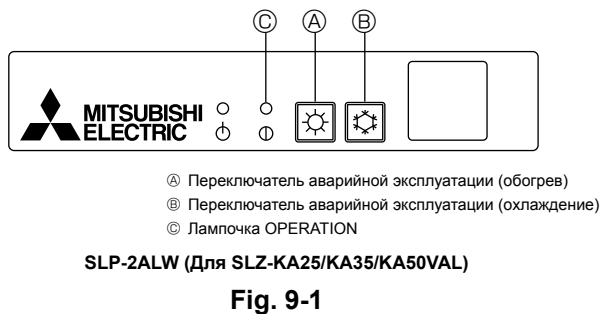 Ⓒ Ⓐ Ⓑ
MITSUBISHI
ELECTRIC
Ⓐ Переключатель аварийной эксплуатации (обогрев)
Ⓑ Переключатель аварийной эксплуатации (охлаждение)
Ⓒ Лампочка OPERATION
SLP-2ALW (Для SLZ-KA25/KA35/KA50VAL)
Fig. 9-1